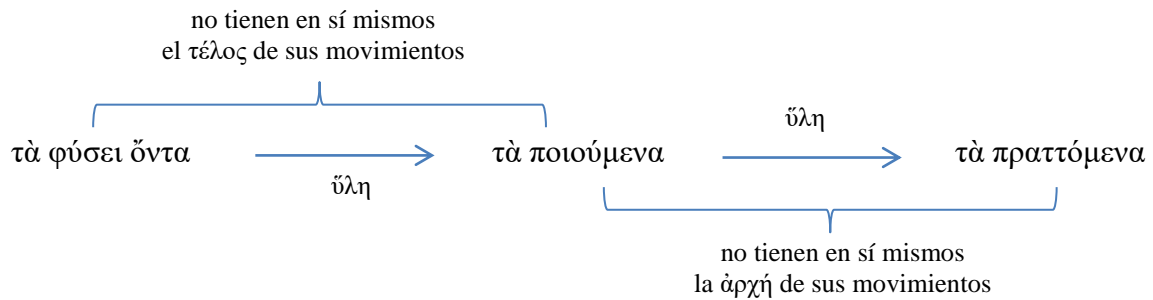 no tienen en sí mismos
el τέλος de sus movimientos
ὕλη
τὰ φύσει ὄντα
τὰ ποιούμενα
τὰ πραττόμενα
ὕλη
no tienen en sí mismos
la ἀρχή de sus movimientos